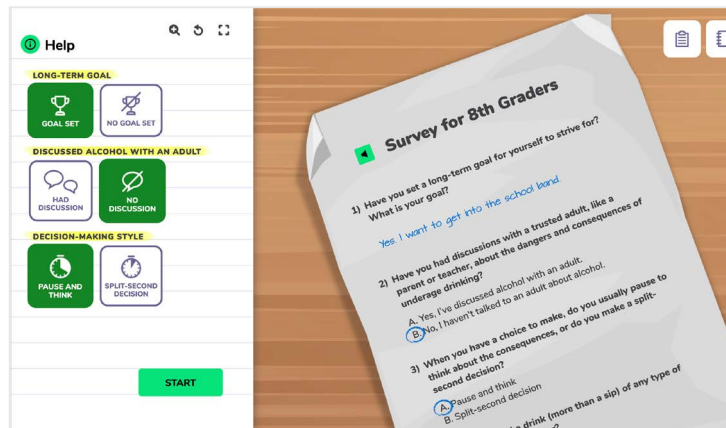 Help
LONG-TERM GOAL
GOAL SET
NO GOAL SET
DISCUSSED ALCOHOL WITH AN ADULT
HAD
DISCUSSION
NO
DISCUSSION
DECISION-MAKING STYLE
PAUSE AND
THINK
SPLIT-SECOND
DECISION
START
Survey for 8th Graders
1) Have you set a long-term goal for yourself to strive for?
What is your goal?
Yes. I want to get into the school band.
2) Have you had discussions with a trusted adult, like a
parent or teacher, about the dangers and consequences of
underage drinking?
A. Yes, I've discussed alcohol with an adult.
B. No, I haven't talked to an adult about alcohol.
3) When you have a choice to make, do you usually pause to
think about the consequences, or do you make a split-
second decision?
A. Pause and think
B. Split-second decision
drink (more than a sip) of any type of